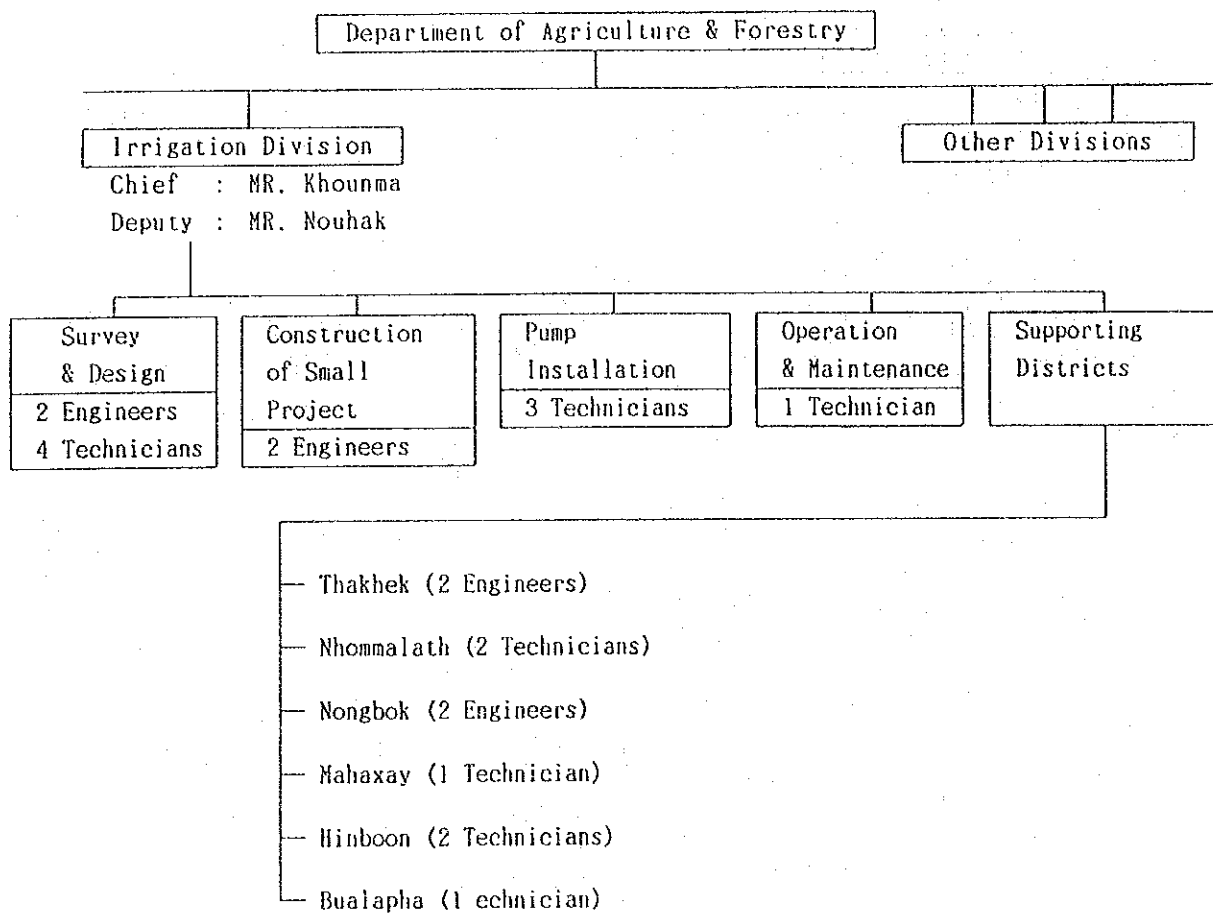 Department of Agriculture & Forestry
Irrigation Division
Other Divisions
Chief : MR. Khounma
Deputy : MR. Nouhak
Survey
& Design
2 Engineers
4 Technicians
Construction
of Small
Project
2 Engineers
Pump
Installation
3 Technicians
Operation
& Maintenance
1 Technician
Supporting
Districts
Thakhek (2 Engineers)
Nhommalath (2 Technicians)
Nongbok (2 Engineers)
Mahaxay (1 Technician)
Hinboon (2 Technicians)
Bualapha (1 echnician)